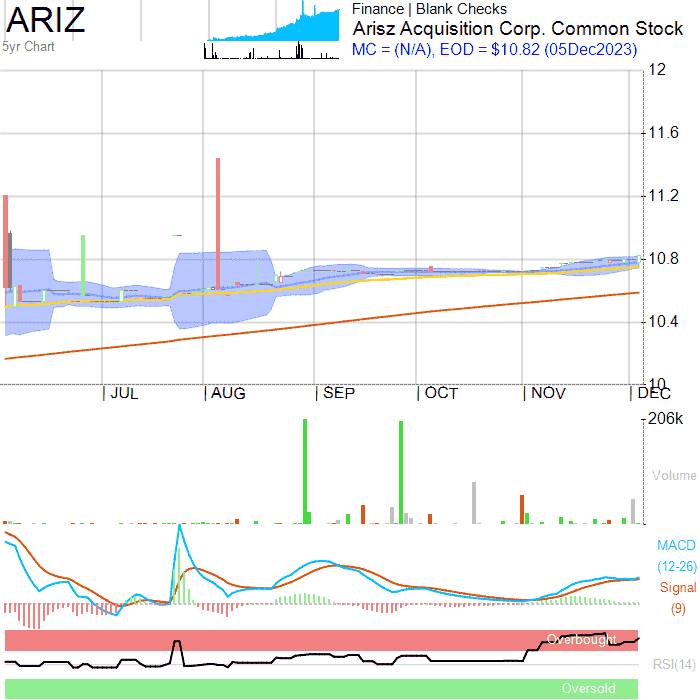 ARIZ
5yr Chart
Finance | Blank Checks
Arisz Acquisition Corp. Common Stock
MC = (N/A), EOD = $10.82 (05Dec2023)
12
11.6
11.2
10.8
10.4
10
JUL
AUG
SEP
OCT
NOV
DEC
206k
Volume
MACD
(12-26)
Signal
(9)
Overbought
RSI(14)
Oversold